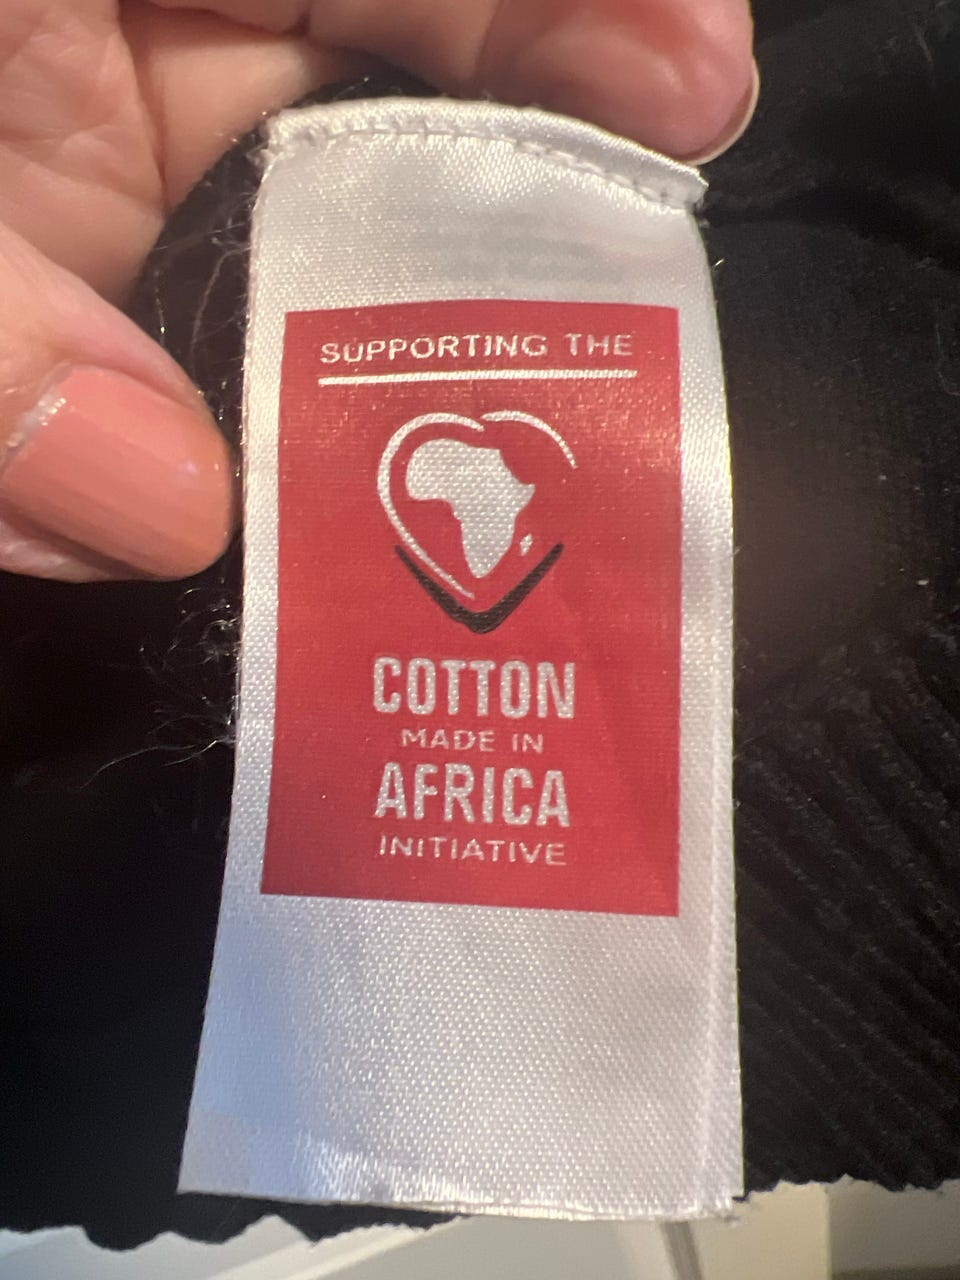 SUPPORTING THE
COTTON
MADE IN
AFRICA
INITIATIVE